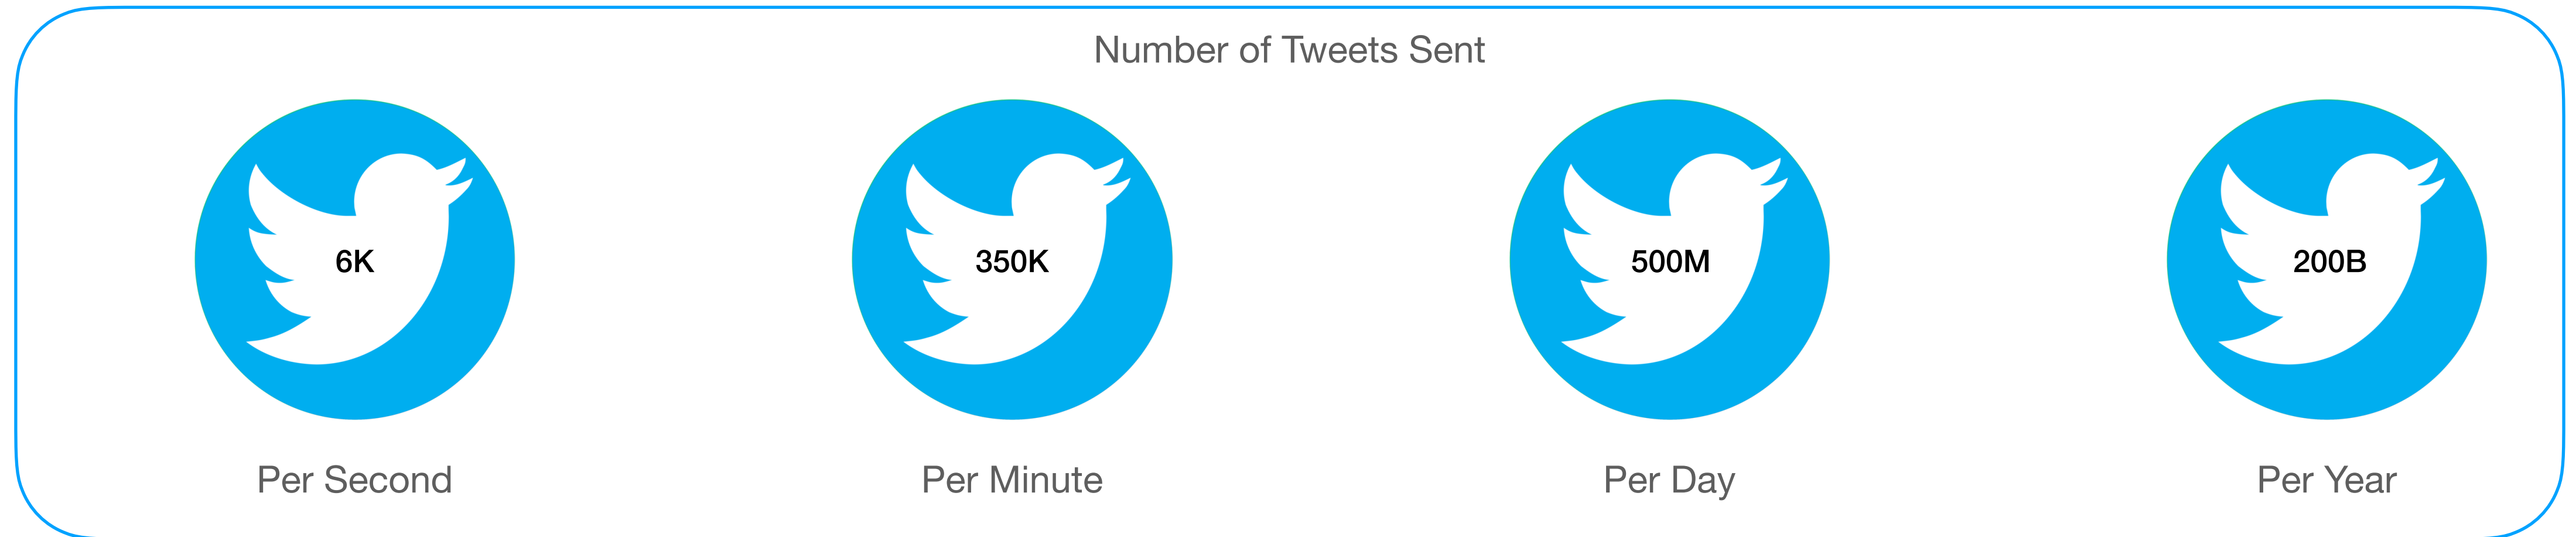 Number of Tweets Sent
6K
350K
500M
200B
Per Second
Per Minute
Per Day
Per Year